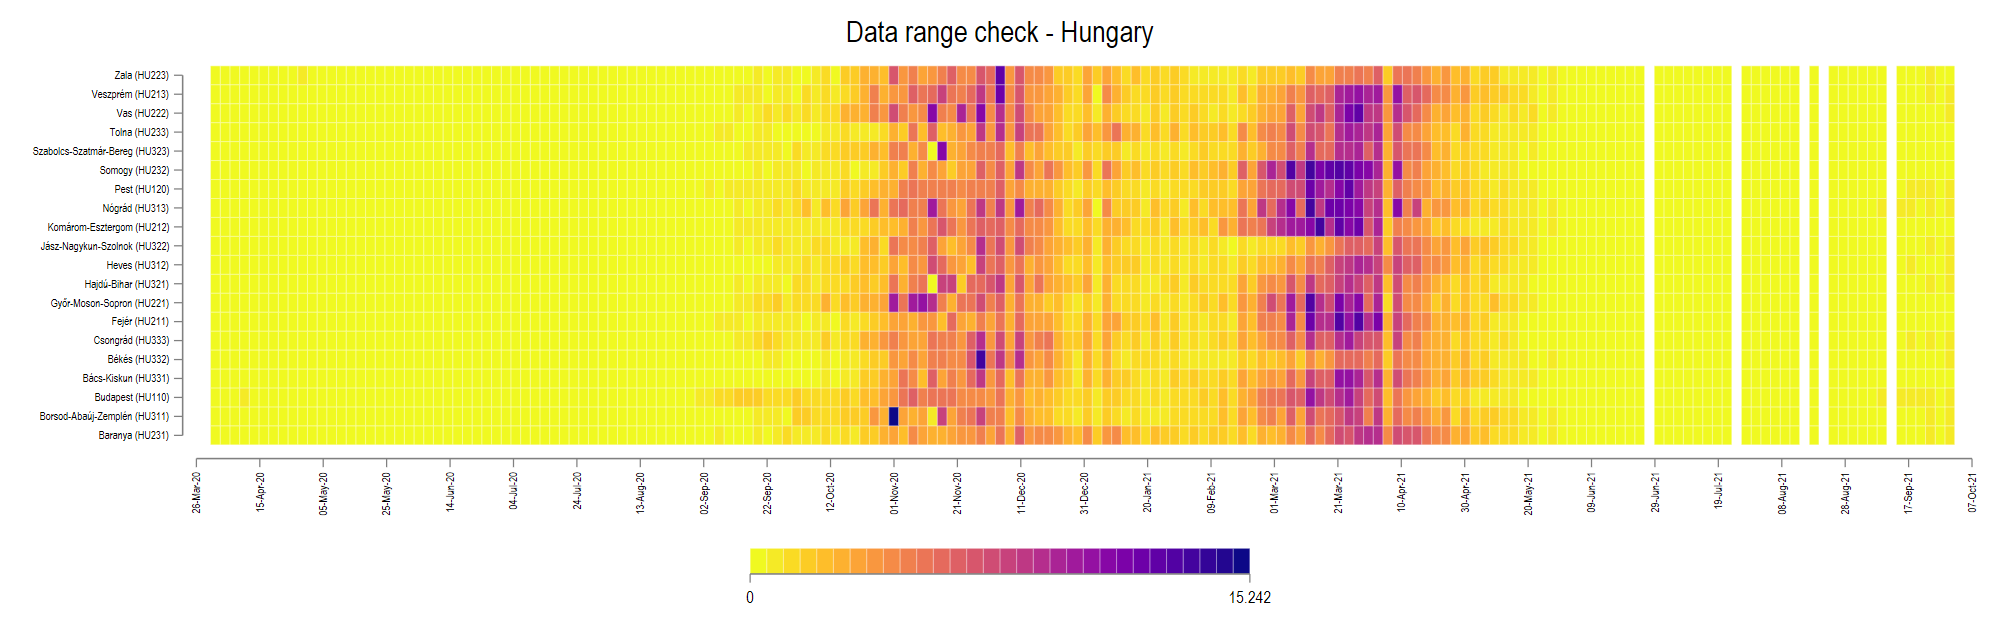 Data range check - Hungary
Zala (HU223)
Veszprém (HU213)
Vas (HU222)
Tolna (HU233)
Szabolcs-Szatmár-Bereg (HU323)
Somogy (HU232)
Pest (HU120)
Nógrád (HU313)
Komárom-Esztergom (HU212)
Jász-Nagykun-Szolnok (HU322)
Heves (HU312)
Hajdú-Bihar (HU321)
Győr-Moson-Sopron (HU221)
Fejér (HU211)
Csongrád (HU333)
Békés (HU332)
Bács-Kiskun (HU331)
Budapest (HU110)
Borsod-Abaúj-Zemplén (HU311)
Baranya (HU231)
26-Mar-20
15-Apr-20
05-May-20
25-May-20
14-Jun-20
04-Jul-20
24-Jul-20
13-Aug-20
02-Sep-20
22-Sep-20
12-Oct-20
01-Nov-20
21-Nov-20
11-Dec-20
31-Dec-20
20-Jan-21
09-Feb-21
01-Mar-21
21-Mar-21
10-Apr-21
30-Apr-21
20-May-21
09-Jun-21
29-Jun-21
19-Jul-21
08-Aug-21
28-Aug-21
17-Sep-21
07-Oct-21
0
15.242